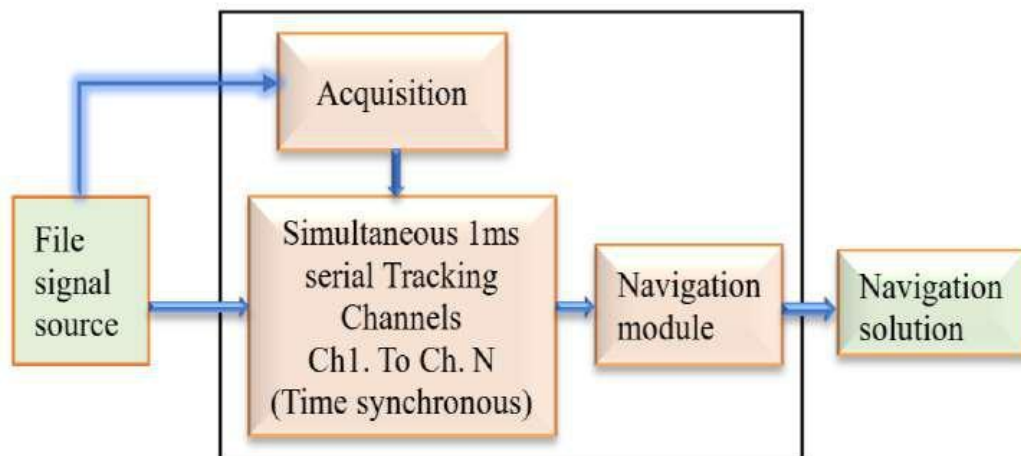 Acquisition
File
signal
source
Simultaneous 1ms
serial Tracking
Channels
Ch1. To Ch. N
(Time synchronous)
Navigation
module
Navigation
solution